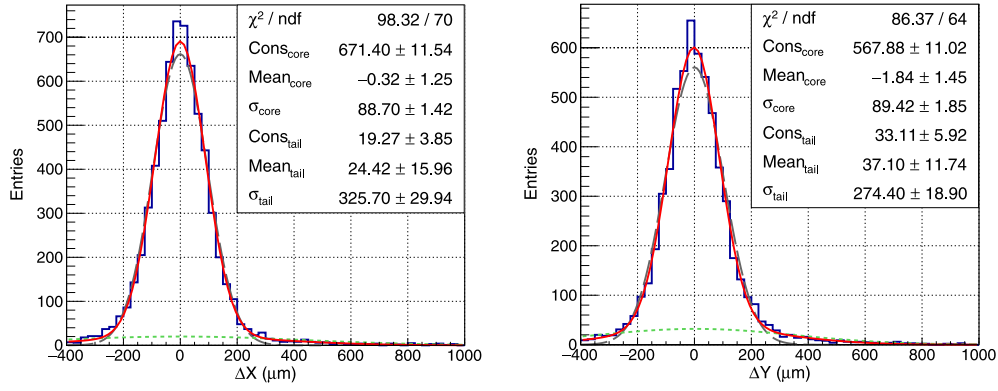 χ² / ndf 98.32 / 70
Cons_core 671.40 ± 11.54
Mean_core −0.32 ± 1.25
σ_core 88.70 ± 1.42
Cons_tail 19.27 ± 3.85
Mean_tail 24.42 ± 15.96
σ_tail 325.70 ± 29.94
700
600
500
400
300
200
100
0
Entries
−400 −200 0 200 400 600 800 1000
ΔX (μm)
χ² / ndf 86.37 / 64
Cons_core 567.88 ± 11.02
Mean_core −1.84 ± 1.45
σ_core 89.42 ± 1.85
Cons_tail 33.11 ± 5.92
Mean_tail 37.10 ± 11.74
σ_tail 274.40 ± 18.90
600
500
400
300
200
100
0
Entries
−400 −200 0 200 400 600 800 1000
ΔY (μm)